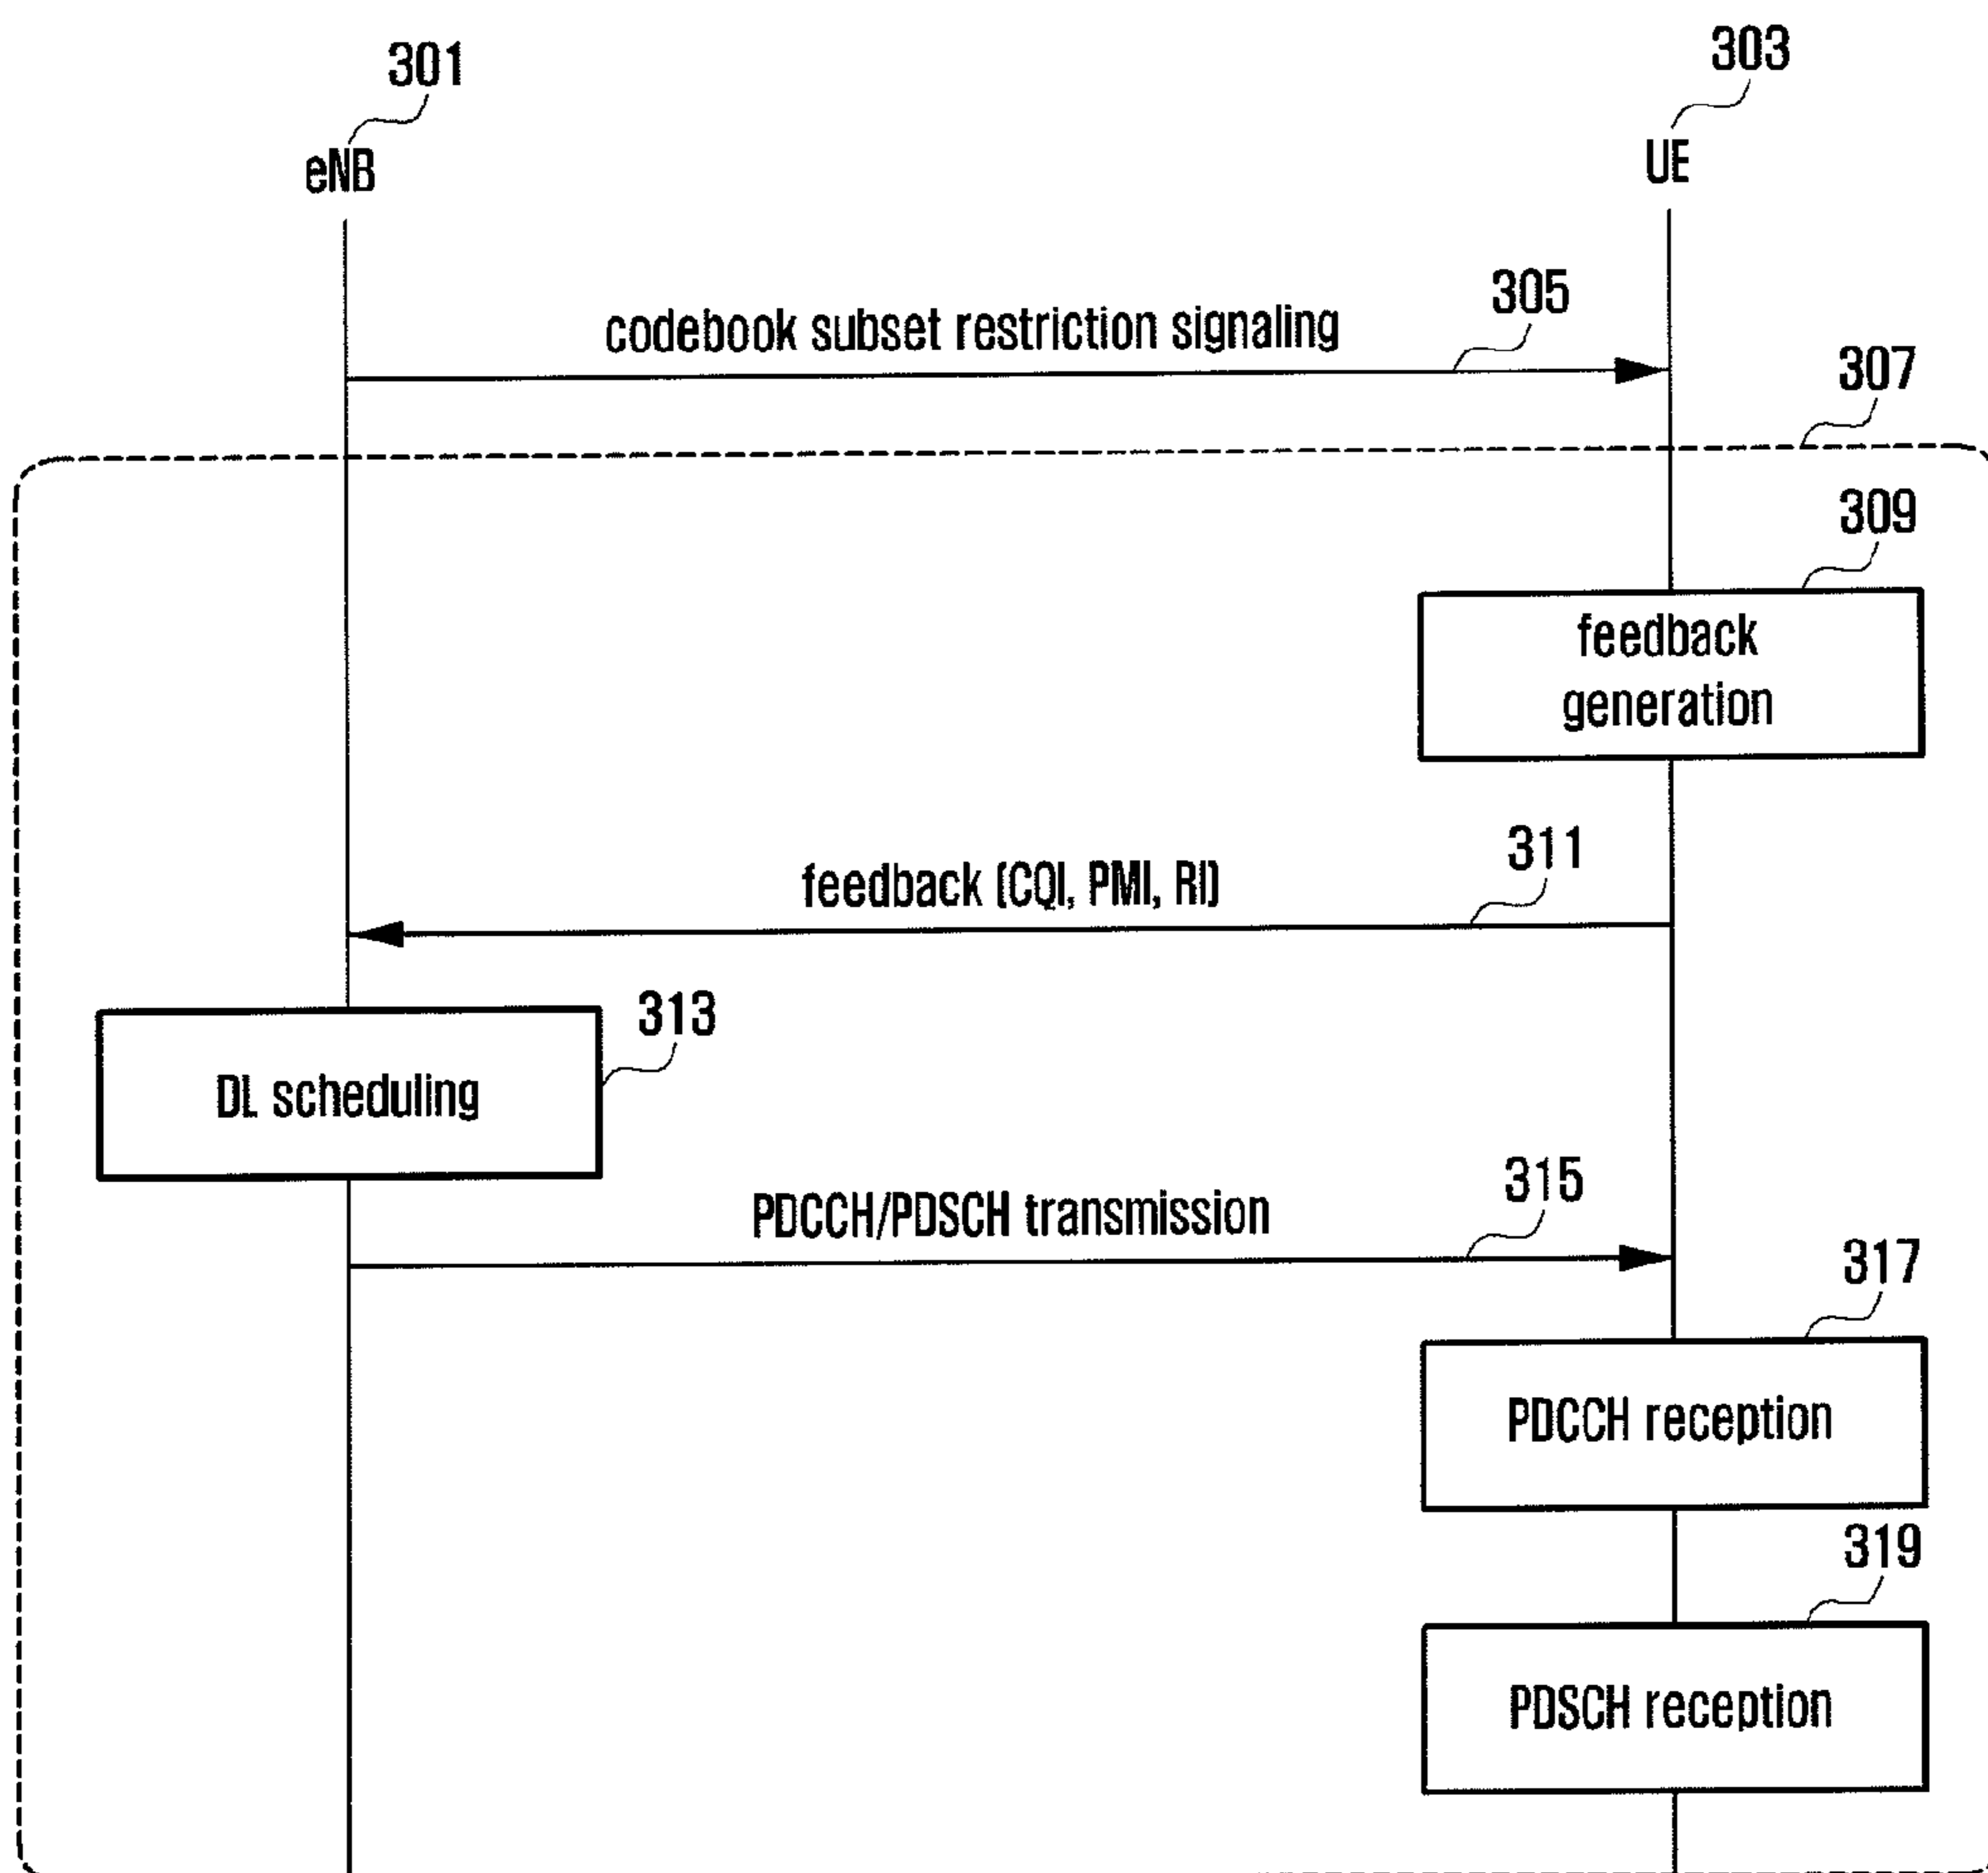 301
303
eNB
UE
305
codebook subset restriction signaling
307
309
feedback
generation
311
feedback (CQI, PMI, RI)
313
DL scheduling
315
PDCCH/PDSCH transmission
317
PDCCH reception
319
PDSCH reception